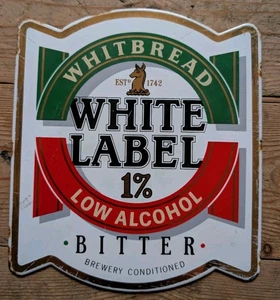 WHITBREAD
ESTD 1742
WHITE
LABEL
1%
LOW ALCOHOL
• BITTER •
BREWERY CONDITIONED